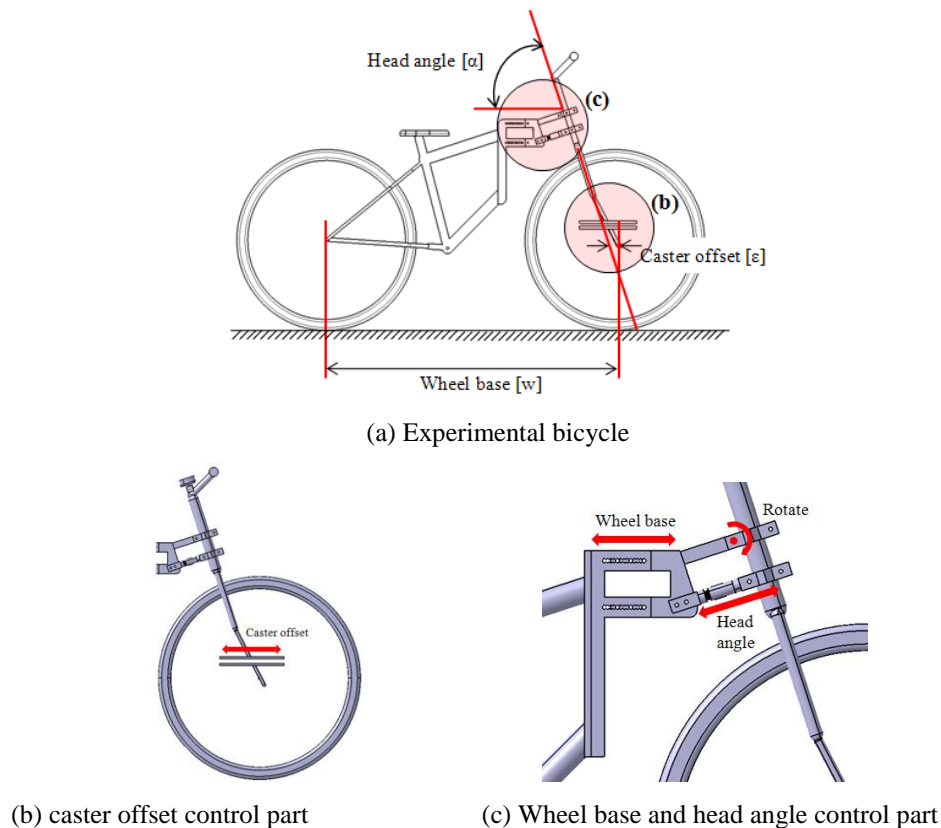 Head angle [α]
(c)
(b)
Caster offset [ε]
Wheel base [w]
(a) Experimental bicycle
Caster offset
Wheel base
Rotate
Head
angle
(b) caster offset control part
(c) Wheel base and head angle control part